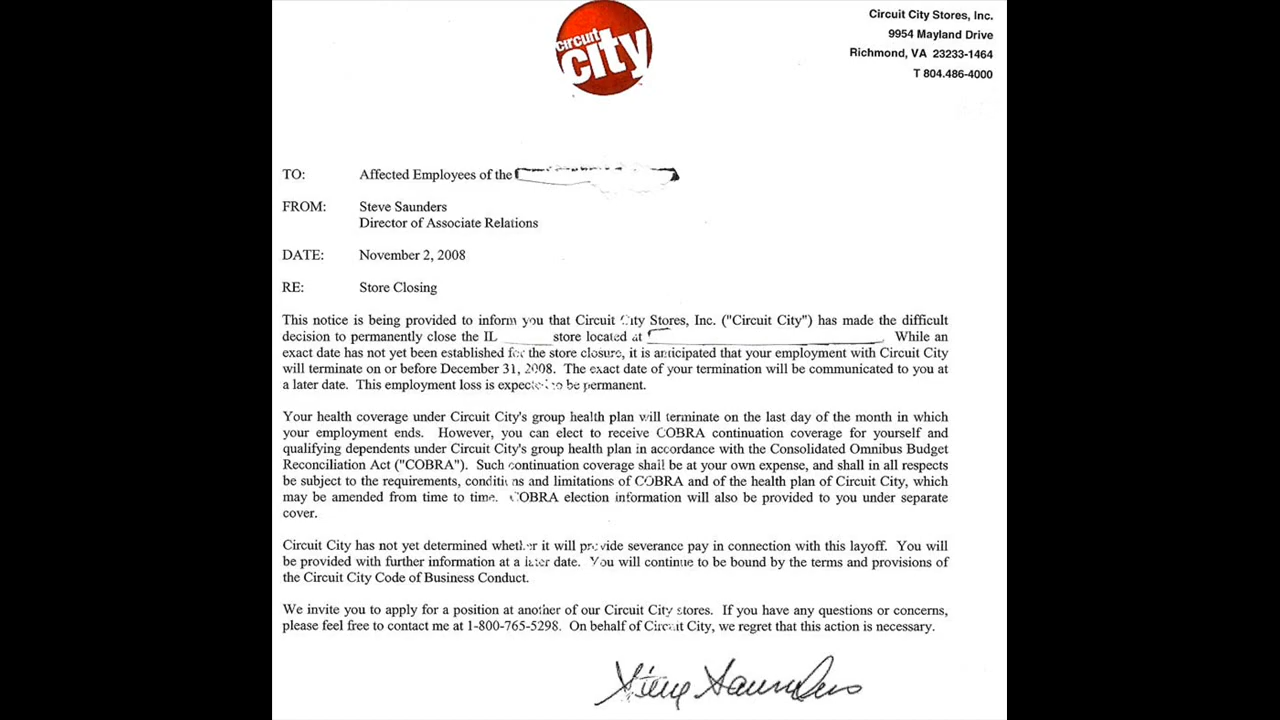 circuit city
Circuit City Stores, Inc.
9954 Mayland Drive
Richmond, VA 23233-1464
T 804.486-4000
TO: Affected Employees of the
FROM: Steve Saunders
Director of Associate Relations
DATE: November 2, 2008
RE: Store Closing
This notice is being provided to inform you that Circuit City Stores, Inc. ("Circuit City") has made the difficult
decision to permanently close the IL store located at . While an
exact date has not yet been established for the store closure, it is anticipated that your employment with Circuit City
will terminate on or before December 31, 2008. The exact date of your termination will be communicated to you at
a later date. This employment loss is expected to be permanent.
Your health coverage under Circuit City's group health plan will terminate on the last day of the month in which
your employment ends. However, you can elect to receive COBRA continuation coverage for yourself and
qualifying dependents under Circuit City's group health plan in accordance with the Consolidated Omnibus Budget
Reconciliation Act ("COBRA"). Such continuation coverage shall be at your own expense, and shall in all respects
be subject to the requirements, conditions and limitations of COBRA and of the health plan of Circuit City, which
may be amended from time to time. COBRA election information will also be provided to you under separate
cover.
Circuit City has not yet determined whether it will provide severance pay in connection with this layoff. You will
be provided with further information at a later date. You will continue to be bound by the terms and provisions of
the Circuit City Code of Business Conduct.
We invite you to apply for a position at another of our Circuit City stores. If you have any questions or concerns,
please feel free to contact me at 1-800-765-5298. On behalf of Circuit City, we regret that this action is necessary.
Steve Saunders